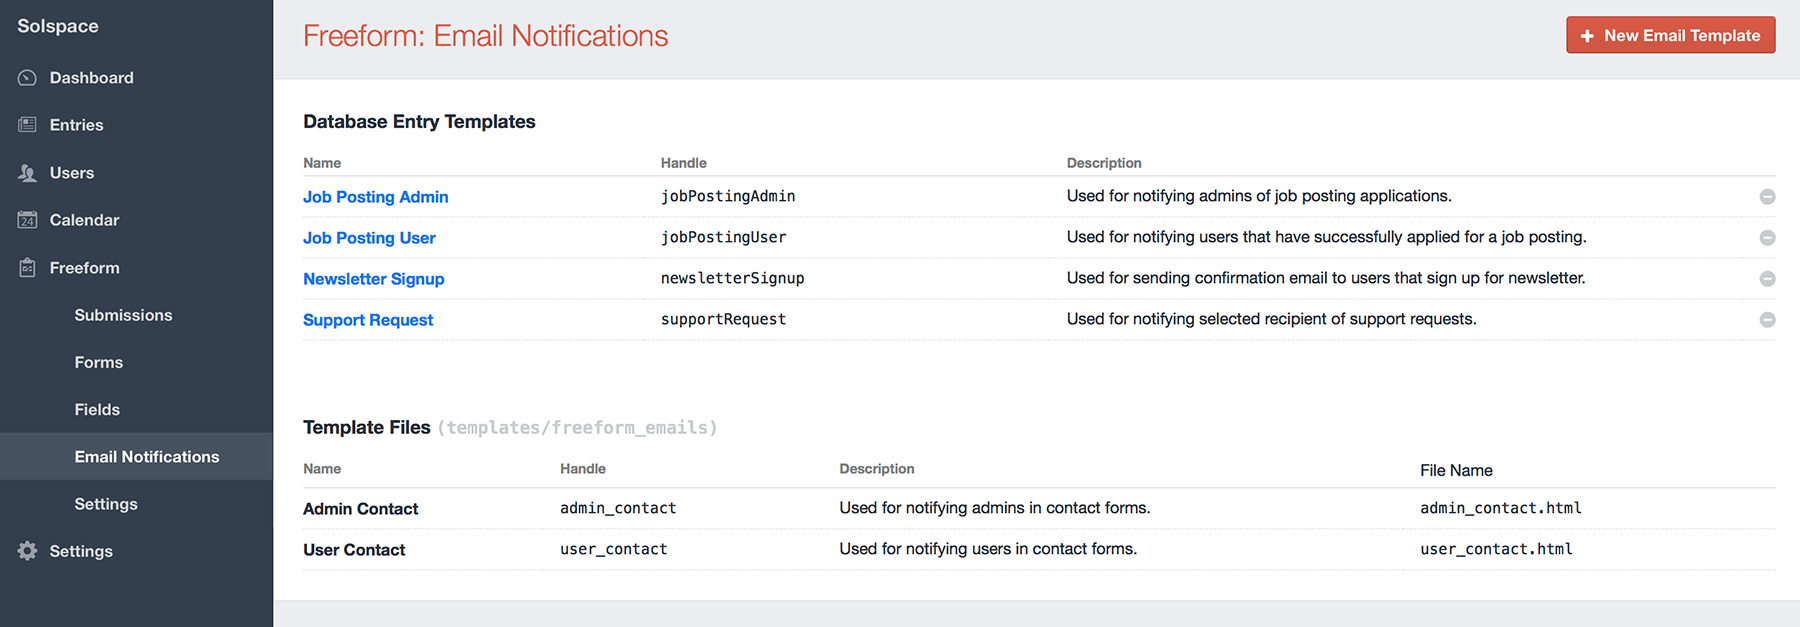 Solspace
Dashboard
Entries
Users
24
Calendar
Freeform
Submissions
Forms
Fields
Email Notifications
Settings
Settings
Freeform: Email Notifications
New Email Template
Database Entry Templates
Name Handle Description
Job Posting Admin jobPostingAdmin Used for notifying admins of job posting applications.
Job Posting User jobPostingUser Used for notifying users that have successfully applied for a job posting.
Newsletter Signup newsletterSignup Used for sending confirmation email to users that sign up for newsletter.
Support Request supportRequest Used for notifying selected recipient of support requests.
Template Files (templates/freeform_emails)
Name Handle Description File Name
Admin Contact admin_contact Used for notifying admins in contact forms. admin_contact.html
User Contact user_contact Used for notifying users in contact forms. user_contact.html